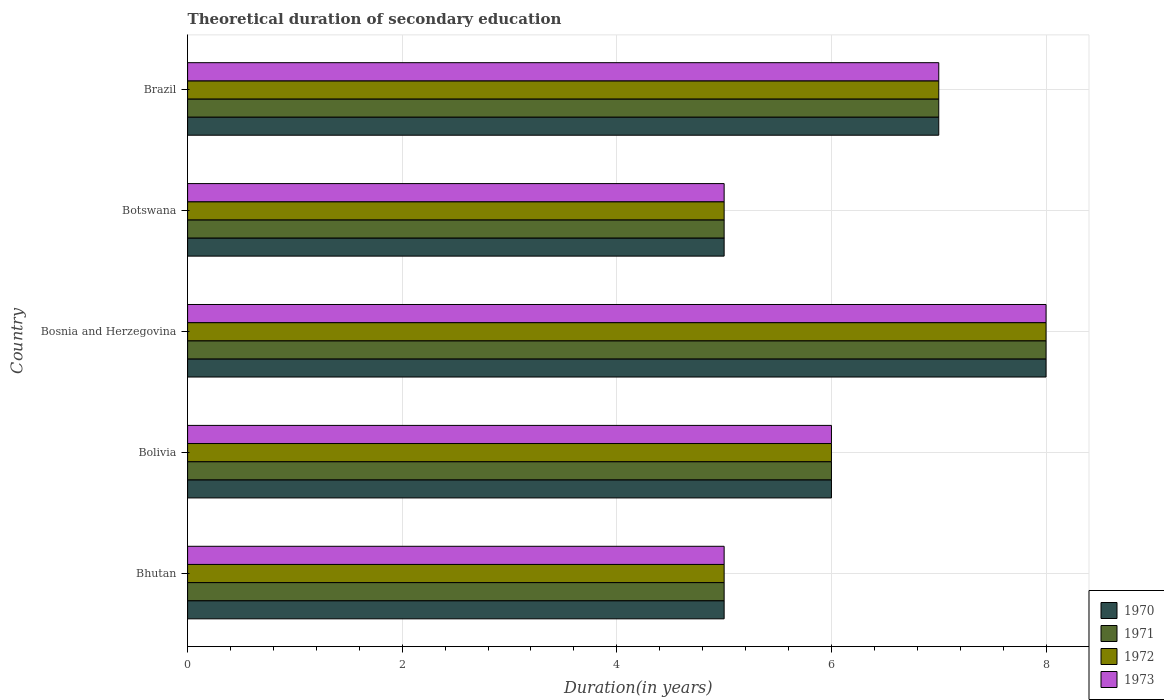 Theoretical duration of secondary education
Country
Brazil
Botswana
Bosnia and Herzegovina
Bolivia
Bhutan
0
2
4
6
8
Duration(in years)
1970
1971
1972
1973